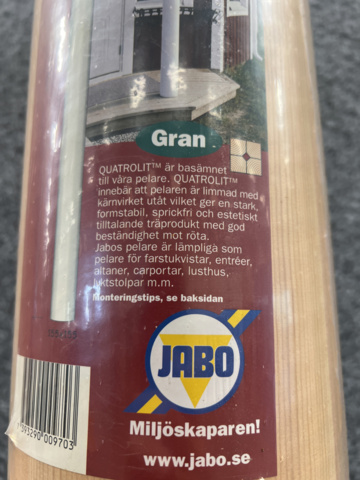 Gran
QUATROLIT™ är basämnet
till våra pelare. QUATROLIT™
innebär att pelaren är limmad med
kärnvirket utåt vilket ger en stark,
formstabil, sprickfri och estetiskt
tilltalande träprodukt med god
beständighet mot röta.
Jabos pelare är lämpliga som
pelare för farstukvistar, entréer,
altaner, carportar, lusthus,
lyktstolpar m.m.
Monteringstips, se baksidan
JABO
Miljöskaparen!
www.jabo.se